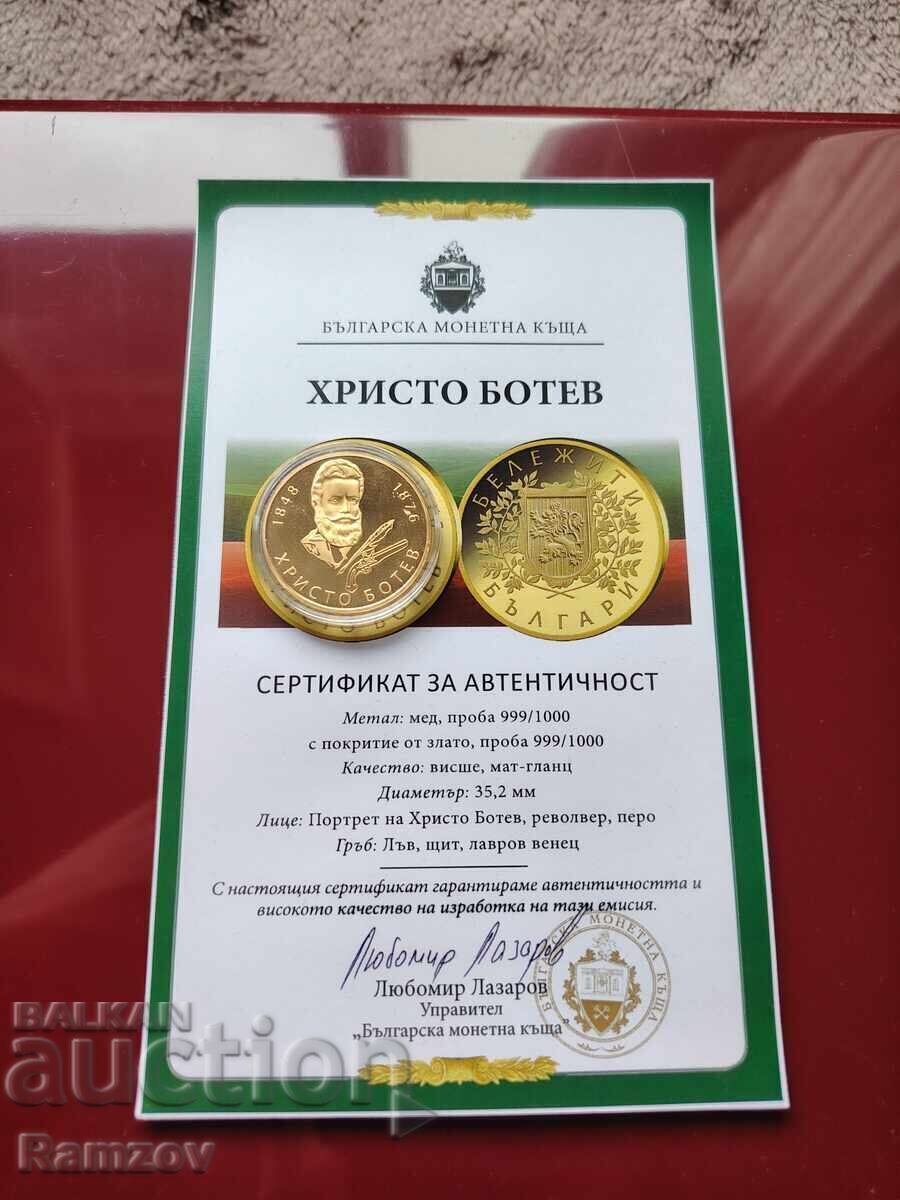 БЪЛГАРСКА МОНЕТНА КЪЩА
ХРИСТО БОТЕВ
1848 1876
ХРИСТО БОТЕВ
ХРИСТО БОТЕВ
БЕЛЕЖИТИ
БЪЛГАРИ
СЕРТИФИКАТ ЗА АВТЕНТИЧНОСТ
Метал: мед, проба 999/1000
с покритие от злато, проба 999/1000
Качество: висше, мат-гланц
Диаметър: 35,2 мм
Лице: Портрет на Христо Ботев, револвер, перо
Гръб: Лъв, щит, лавров венец
С настоящия сертификат гарантираме автентичността и
високото качество на изработка на тази емисия.
Любомир Лазаров
Любомир Лазаров
Управител
„Българска монетна къща"
БЪЛГАРСКА МОНЕТНА КЪЩА
BALKAN
auction
Ramzov